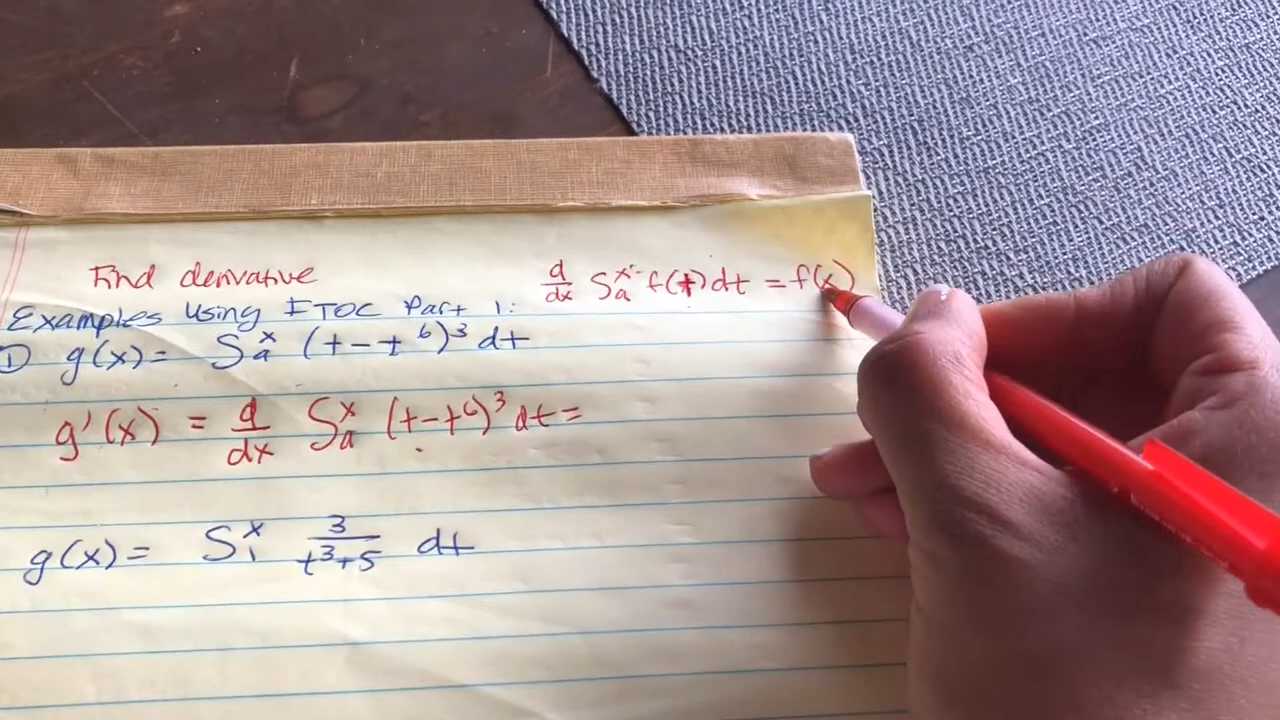 Find derivative
d/dx ∫ₐˣ f(t) dt = f(x)
Examples Using FTOC Part 1:
① g(x) = ∫ₐˣ (t-t⁶)³ dt
g'(x) = d/dx ∫ₐˣ (t-t⁶)³ dt =
g(x) = ∫₁ˣ 3/(t³+5) dt